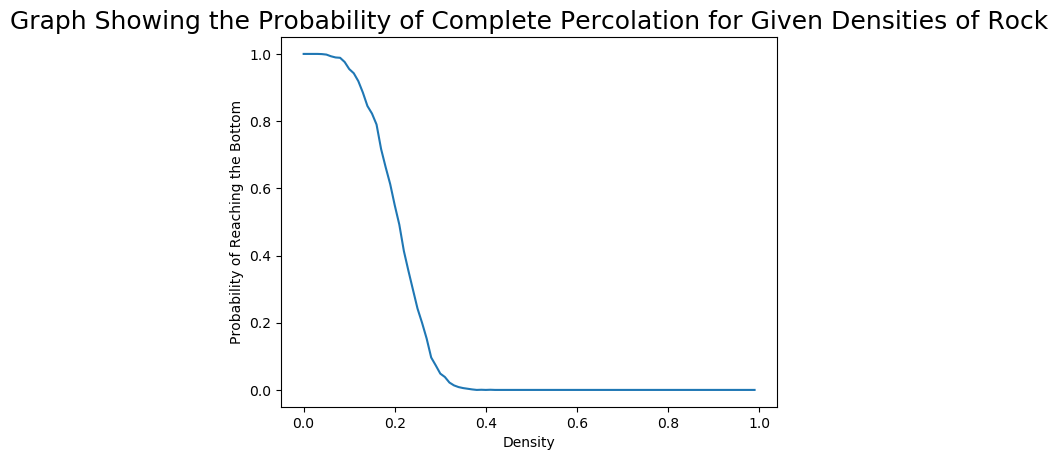 Graph Showing the Probability of Complete Percolation for Given Densities of Rock
1.0
0.8
0.6
0.4
0.2
0.0
Probability of Reaching the Bottom
0.0 0.2 0.4 0.6 0.8 1.0
Density